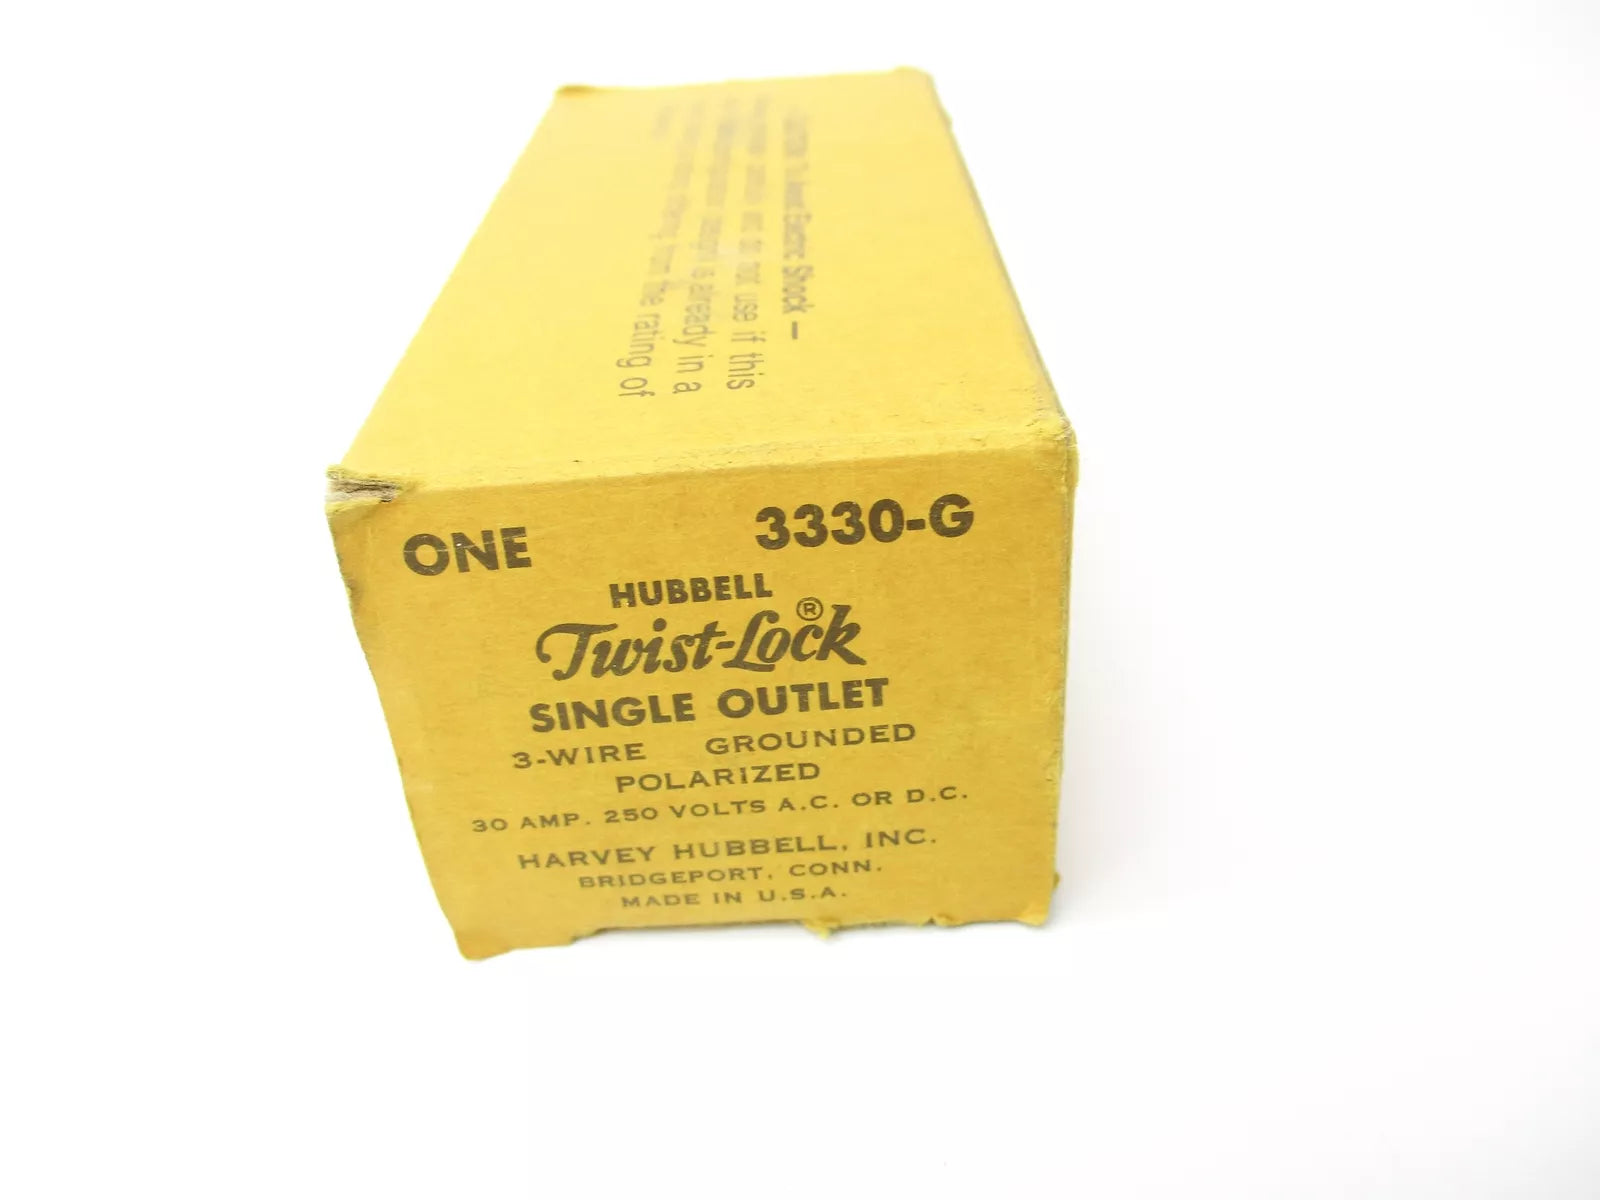 Electric Shock —
not use if this
is already in a
from the rating of
ONE 3330-G
HUBBELL
Twist-Lock®
SINGLE OUTLET
3-WIRE GROUNDED
POLARIZED
30 AMP. 250 VOLTS A.C. OR D.C.
HARVEY HUBBELL, INC.
BRIDGEPORT, CONN.
MADE IN U.S.A.